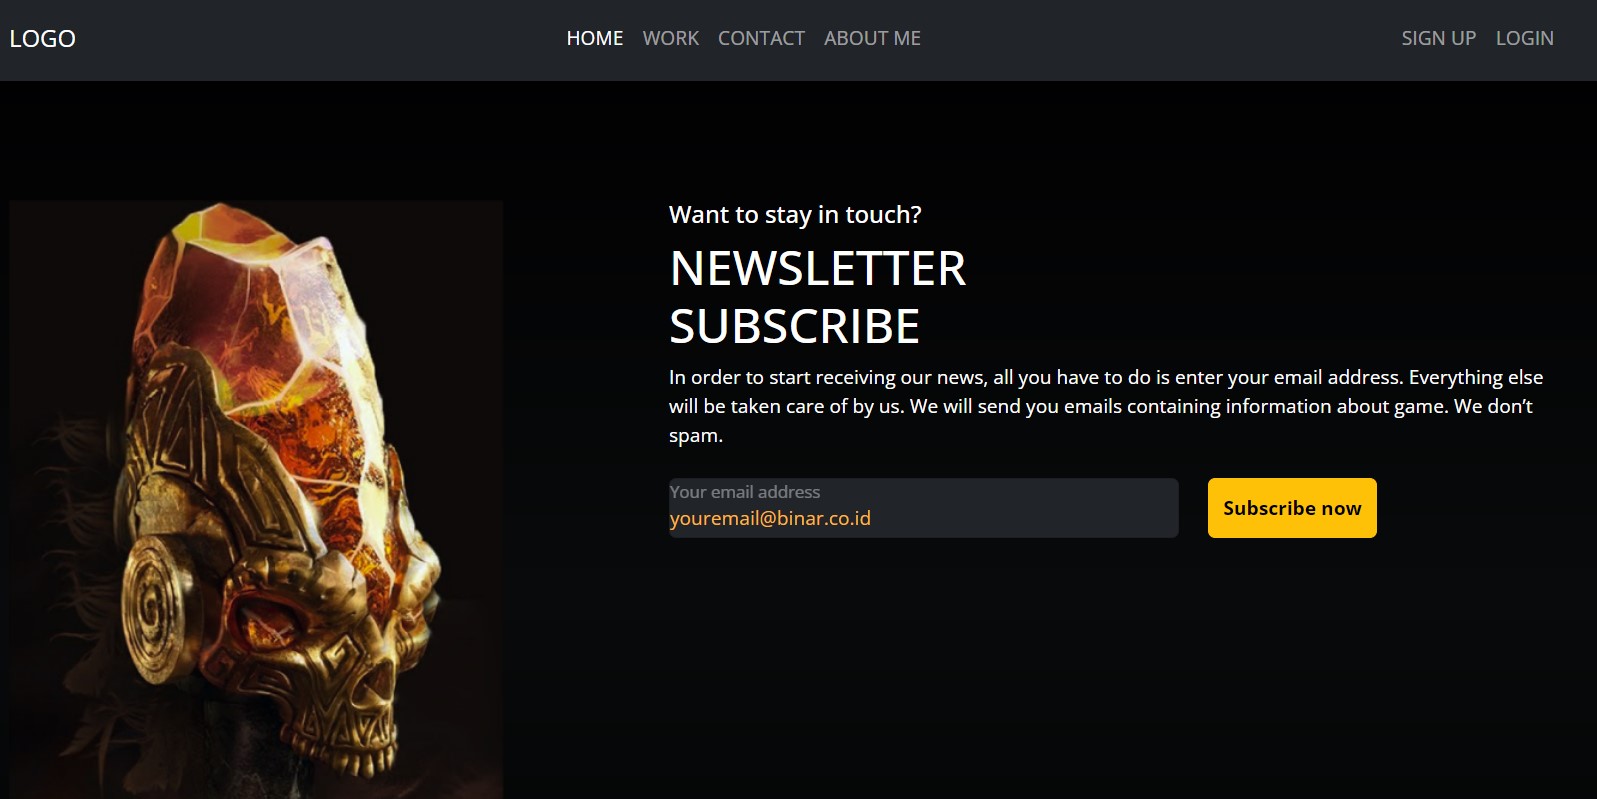 LOGO HOME WORK CONTACT ABOUT ME SIGN UP LOGIN
Want to stay in touch?
NEWSLETTER
SUBSCRIBE
In order to start receiving our news, all you have to do is enter your email address. Everything else
will be taken care of by us. We will send you emails containing information about game. We don’t
spam.
Your email address
youremail@binar.co.id
Subscribe now